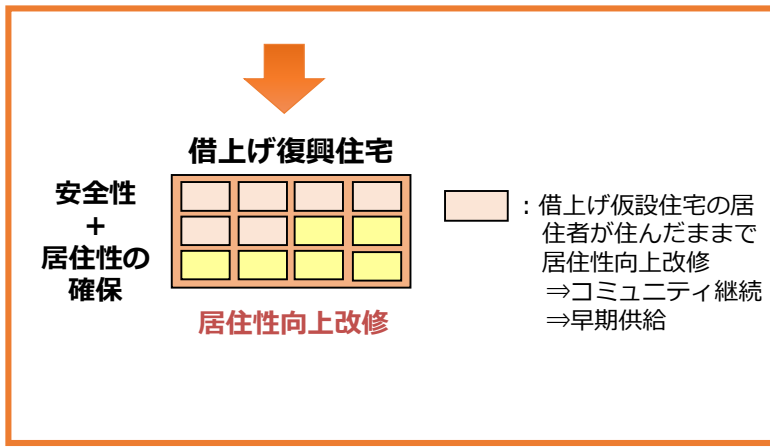 借上げ復興住宅
安全性
+
居住性の
確保
居住性向上改修
：借上げ仮設住宅の居
住者が住んだままで
居住性向上改修
⇒コミュニティ継続
⇒早期供給